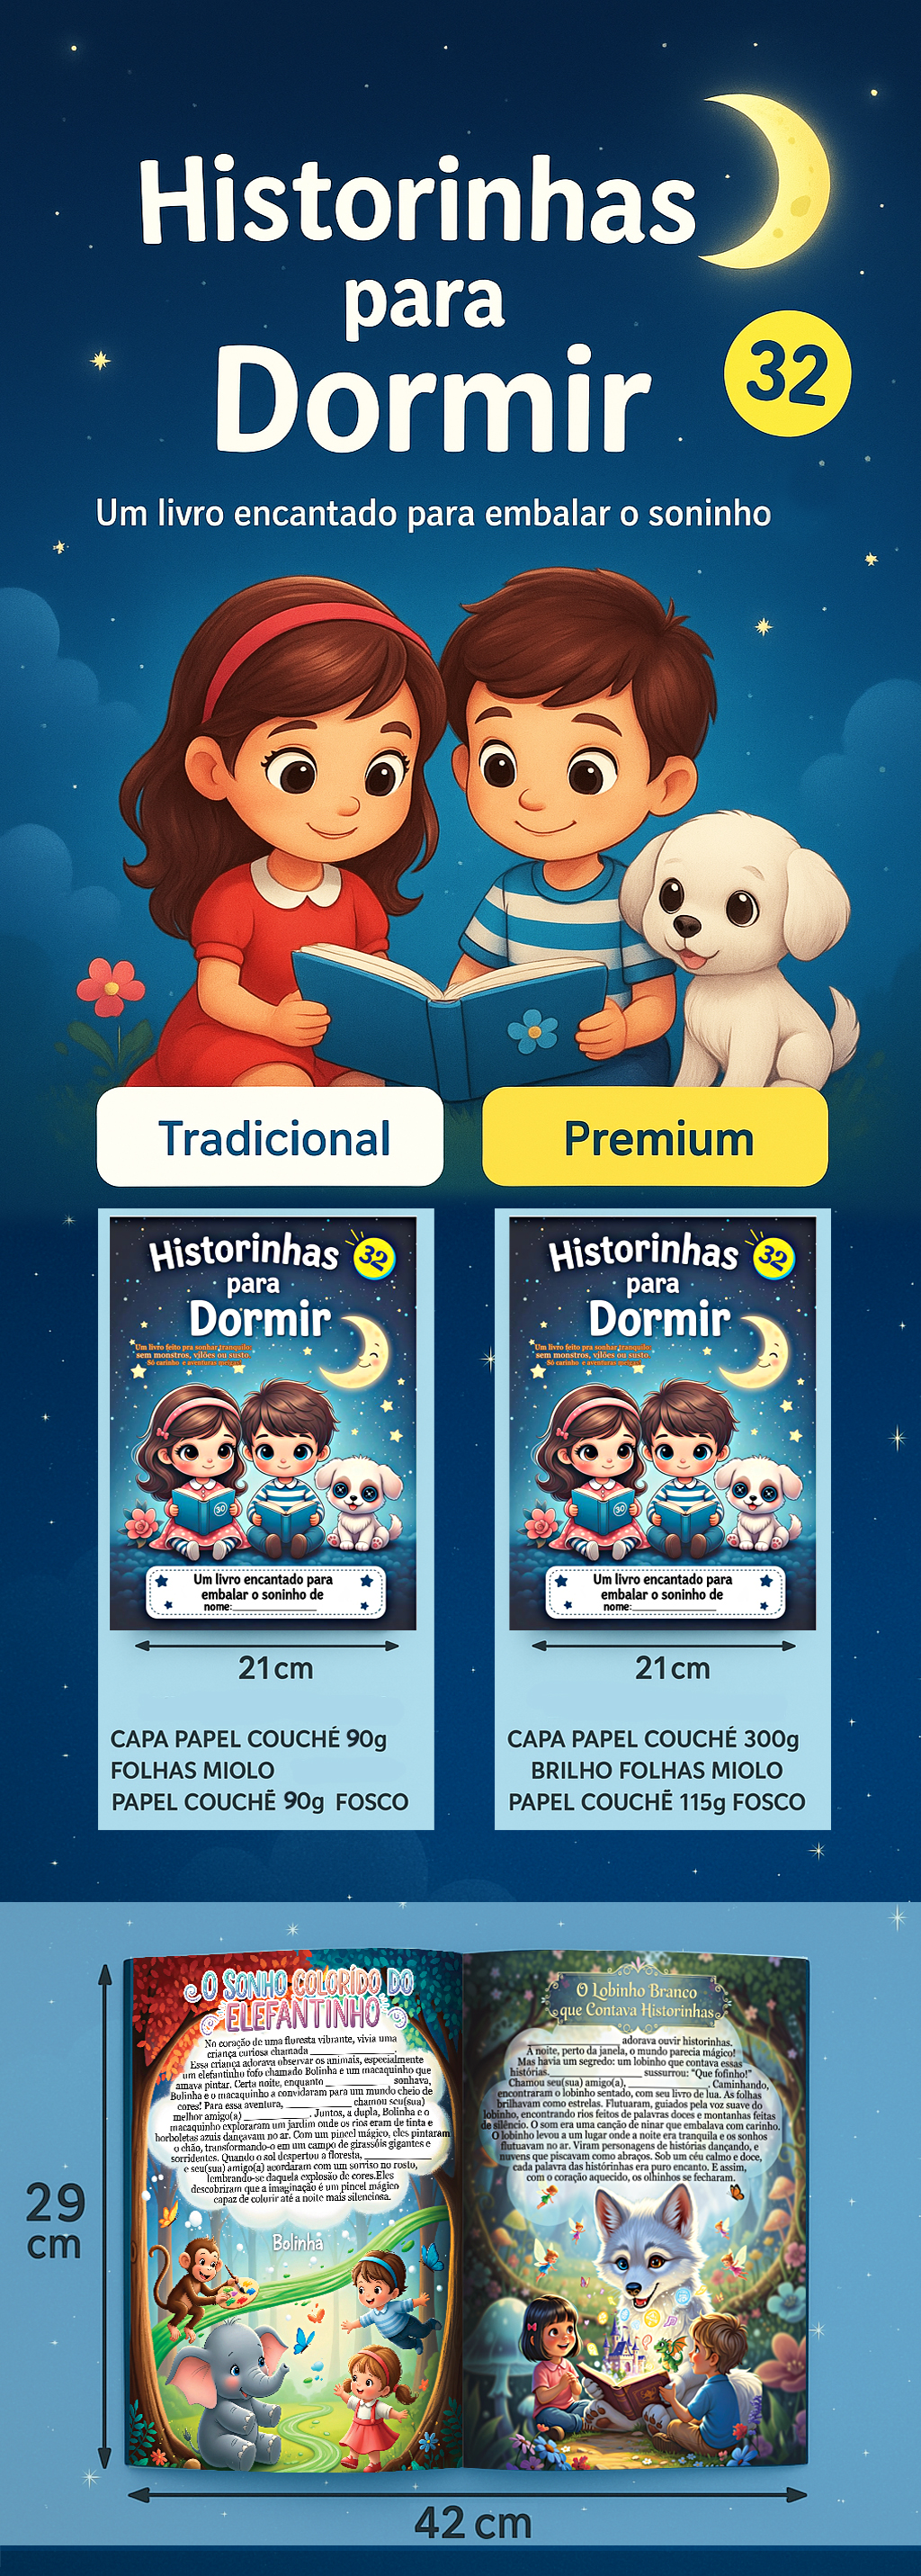 Historinhas
para
Dormir
32
Um livro encantado para embalar o soninho
Tradicional
Premium
Historinhas
32
para
Dormir
Um livro feito pra sonhar tranquilo
sem monstros, vilões ou susto
Só carinho e aventuras
30
Um livro encantado para
embalar o soninho de
nome:
21 cm
CAPA PAPEL COUCHÉ 90g
FOLHAS MIOLO
PAPEL COUCHÊ 90g FOSCO
Historinhas
32
para
Dormir
Um livro feito pra sonhar tranquilo
sem monstros, vilões ou susto
Só carinho e aventuras
30
Um livro encantado para
embalar o soninho de
nome:
21 cm
CAPA PAPEL COUCHÉ 300g
BRILHO FOLHAS MIOLO
PAPEL COUCHÊ 115g FOSCO
O SONHO COLORIDO DO
ELEFANTINHO
No coração de uma floresta vibrante, vivia uma
criança curiosa chamada ____________.
Essa criança adorava observar os animais, especialmente
um elefantinho fofo chamado Bolinha e um macaquinho que
amava pintar. Certa noite, enquanto ____________ sonhava,
Bolinha e o macaquinho a convidaram para um mundo cheio de
cores! Para essa aventura, ____________ chamou seu(sua)
melhor amigo(a) ____________. Juntos, a dupla, Bolinha e o
macaquinho exploraram um jardim onde os rios eram de tinta e
borboletas azuis dançavam no ar. Com um pincel mágico, eles pintaram
o chão, transformando-o em um campo de girassóis gigantes e
sorridentes. Quando o sol despertou a floresta, ____________
e seu(sua) amigo(a) acordaram com um sorriso no rosto,
lembrando-se daquela explosão de cores.Eles
descobriram que a imaginação é um pincel mágico
capaz de colorir até a noite mais silenciosa.
Bolinha
O Lobinho Branco
que Contava Historinhas
____________ adorava ouvir historinhas.
À noite, perto da janela, o mundo parecia mágico!
Mas havia um segredo: um lobinho que contava essas
histórias.____________ sussurrou: "Que fofinho!"
Chamou seu(sua) amigo(a), ____________. Caminhando,
encontraram o lobinho sentado, com seu livro de lua. As folhas
brilhavam como estrelas. Flutuaram, guiados pela voz suave do
lobinho, encontrando rios feitos de palavras doces e montanhas feitas
de silêncio. O som era uma canção de ninar que embalava com carinho.
O lobinho levou a um lugar onde a noite era tranquila e os sonhos
flutuavam no ar. Viram personagens de histórias dançando, e
nuvens que piscavam como abraços. Sob um céu calmo e doce,
cada palavra das histórinhas era puro encanto. E assim,
com o coração aquecido, os olhinhos se fecharam.
29
cm
42 cm